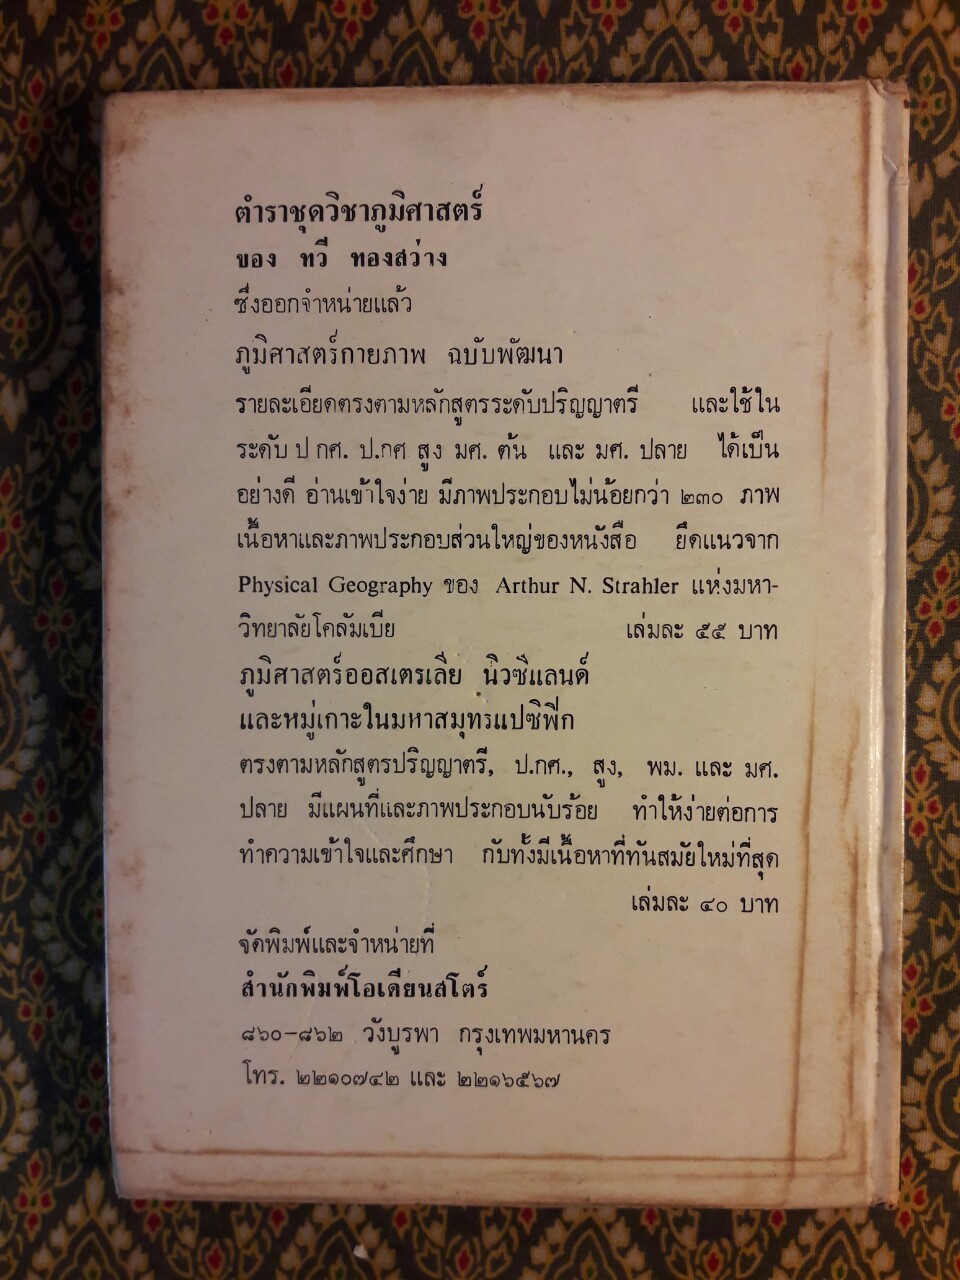 ตำราชุดวิชาภูมิศาสตร์
ของ ทวี ทองสว่าง
ซึ่งออกจำหน่ายแล้ว
ภูมิศาสตร์กายภาพ ฉบับพัฒนา
รายละเอียดตรงตามหลักสูตรระดับปริญญาตรี และใช้ใน
ระดับ ป กศ. ป.กศ สูง มศ. ต้น และ มศ. ปลาย ได้เป็น
อย่างดี อ่านเข้าใจง่าย มีภาพประกอบไม่น้อยกว่า ๒๓๐ ภาพ
เนื้อหาและภาพประกอบส่วนใหญ่ของหนังสือ ยึดแนวจาก
Physical Geography ของ Arthur N. Strahler แห่งมหา-
วิทยาลัยโคลัมเบีย เล่มละ ๕๕ บาท
ภูมิศาสตร์ออสเตรเลีย นิวซีแลนด์
และหมู่เกาะในมหาสมุทรแปซิฟิก
ตรงตามหลักสูตรปริญญาตรี, ป.กศ., สูง, พม. และ มศ.
ปลาย มีแผนที่และภาพประกอบนับร้อย ทำให้ง่ายต่อการ
ทำความเข้าใจและศึกษา กับทั้งมีเนื้อหาที่ทันสมัยใหม่ที่สุด
เล่มละ ๔๐ บาท
จัดพิมพ์และจำหน่ายที่
สำนักพิมพ์โอเดียนสโตร์
๘๖๐-๘๖๒ วังบูรพา กรุงเทพมหานคร
โทร. ๒๒๑๐๗๔๒ และ ๒๒๑๖๕๖๗